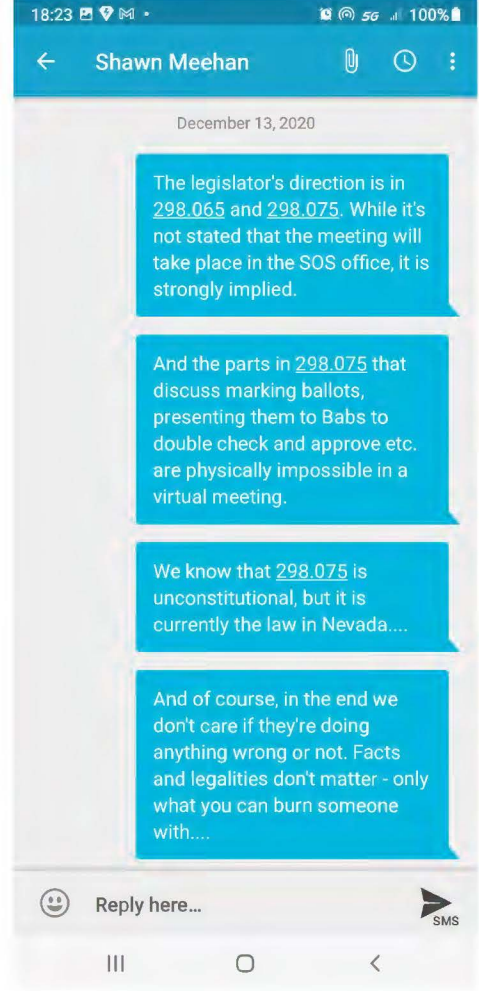 18:23 5G 100%
Shawn Meehan
December 13, 2020
The legislator's direction is in
298.065 and 298.075. While it's
not stated that the meeting will
take place in the SOS office, it is
strongly implied.
And the parts in 298.075 that
discuss marking ballots,
presenting them to Babs to
double check and approve etc.
are physically impossible in a
virtual meeting.
We know that 298.075 is
unconstitutional, but it is
currently the law in Nevada....
And of course, in the end we
don't care if they're doing
anything wrong or not. Facts
and legalities don't matter - only
what you can burn someone
with....
Reply here...
SMS